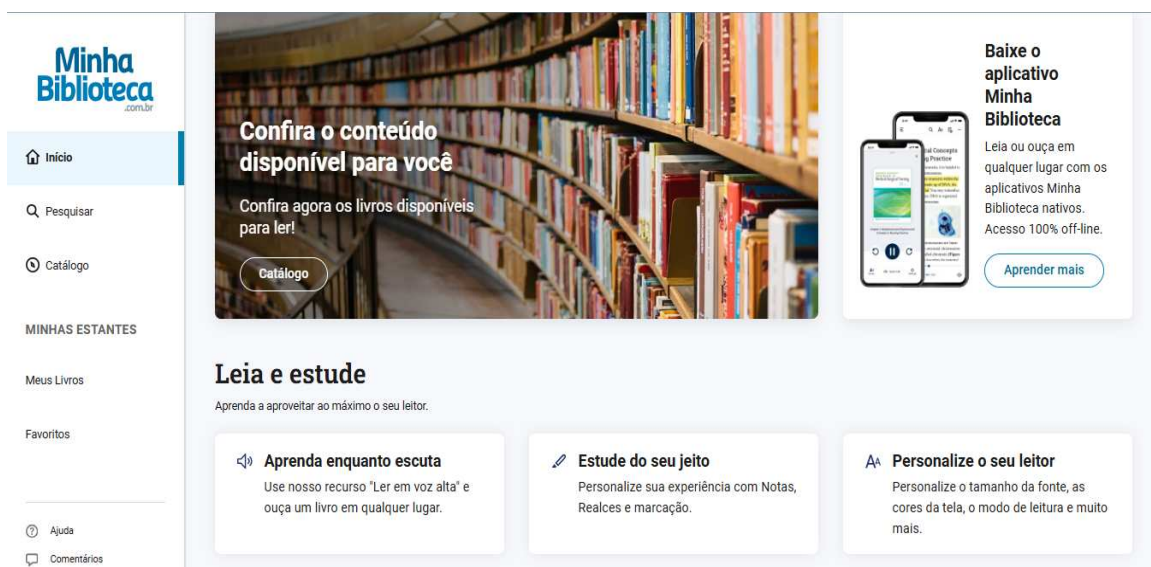 Minha
Biblioteca
.com.br
Início
Pesquisar
Catálogo
MINHAS ESTANTES
Meus Livros
Favoritos
Ajuda
Comentários
Confira o conteúdo
disponível para você
Confira agora os livros disponíveis
para ler!
Catálogo
Baixe o
aplicativo
Minha
Biblioteca
Leia ou ouça em
qualquer lugar com os
aplicativos Minha
Biblioteca nativos.
Acesso 100% off-line.
Aprender mais
Leia e estude
Aprenda a aproveitar ao máximo o seu leitor.
Aprenda enquanto escuta
Use nosso recurso "Ler em voz alta" e
ouça um livro em qualquer lugar.
Estude do seu jeito
Personalize sua experiência com Notas,
Realces e marcação.
AA Personalize o seu leitor
Personalize o tamanho da fonte, as
cores da tela, o modo de leitura e muito
mais.